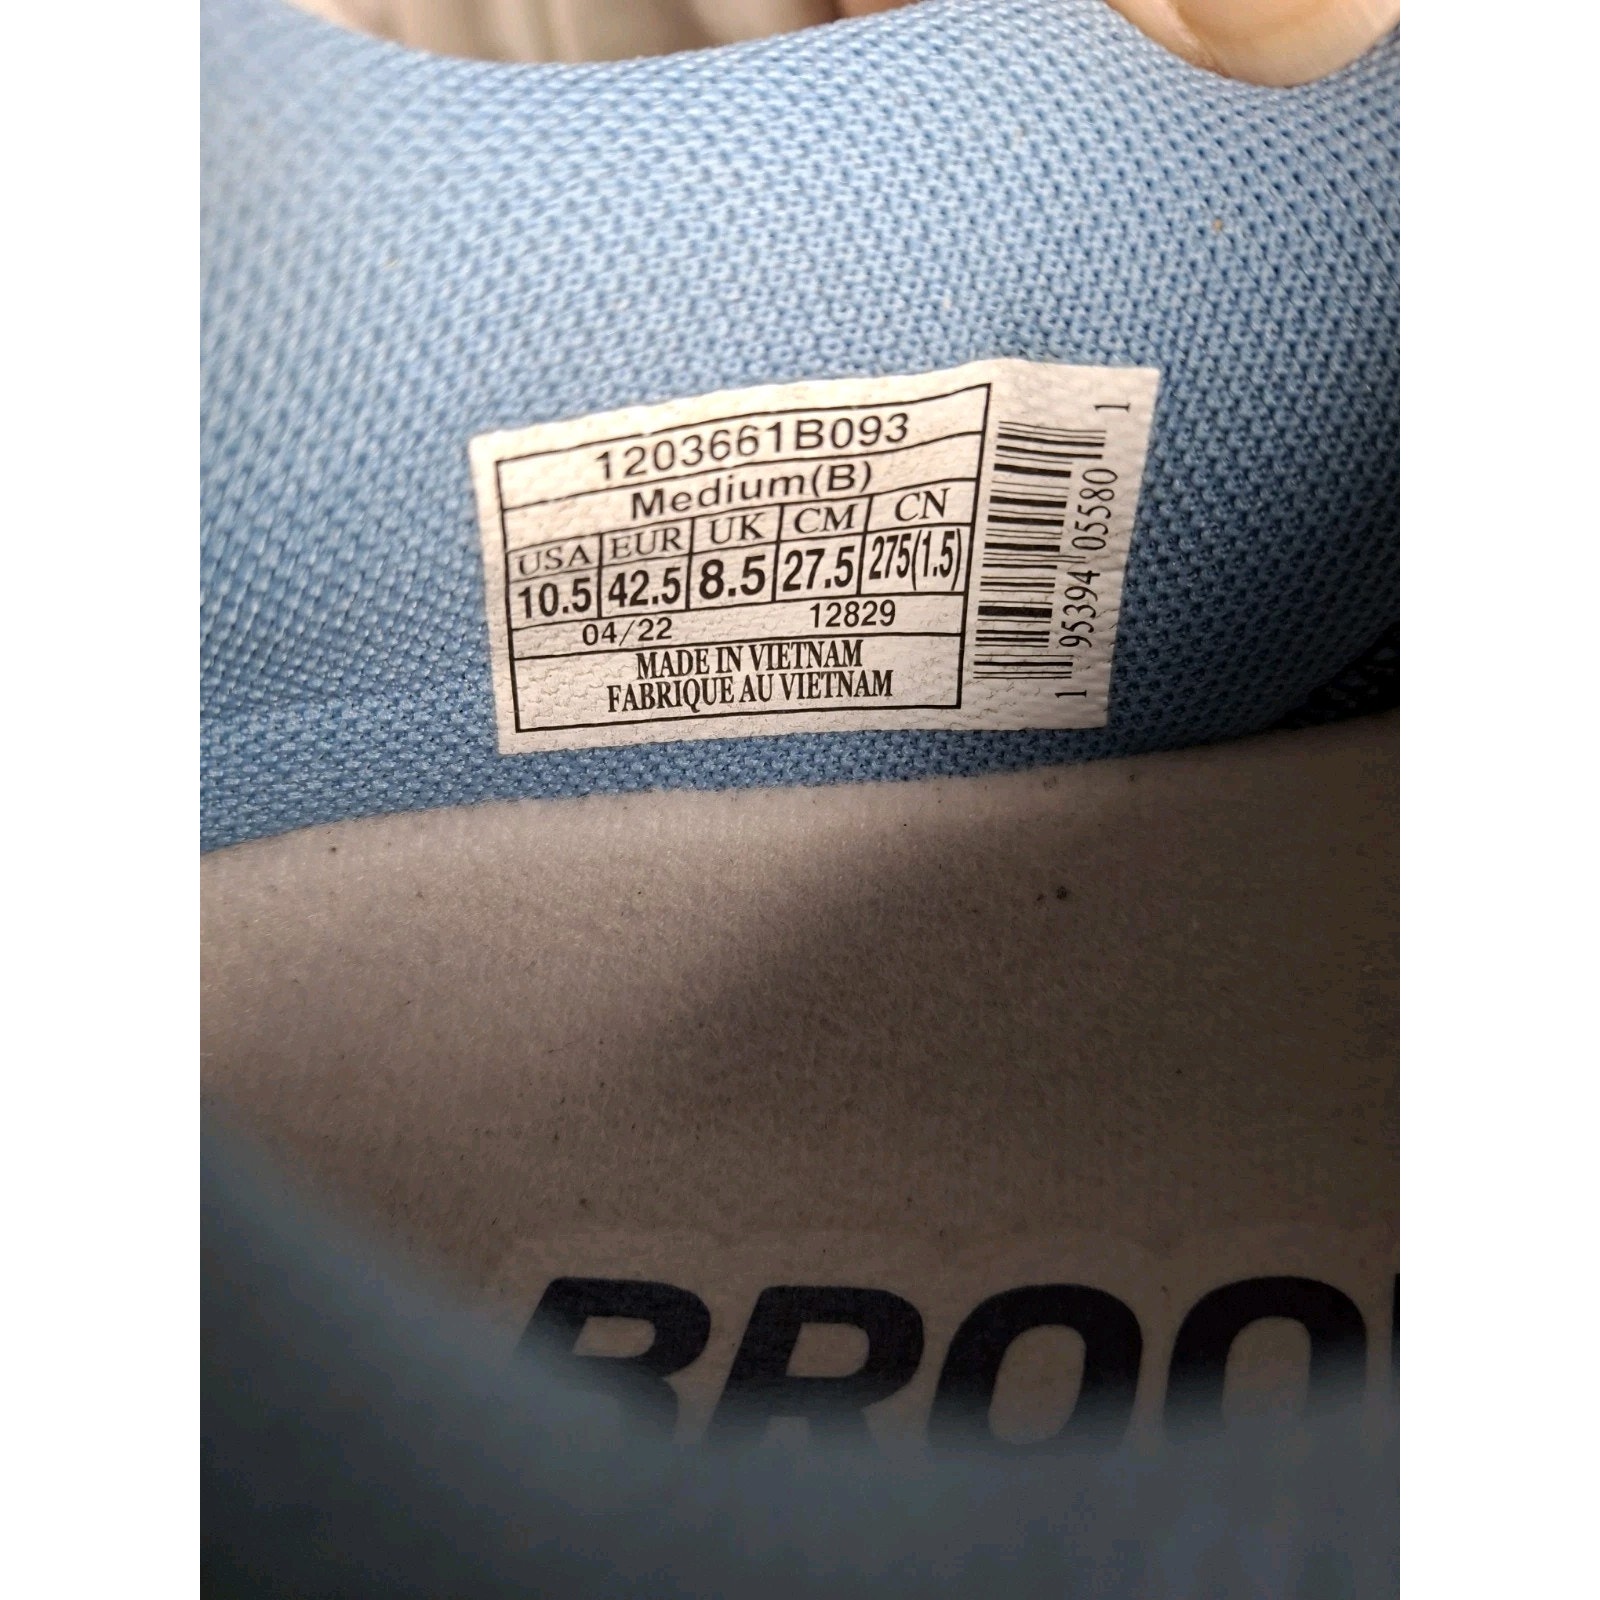 1203661B093
Medium(B)
USA EUR UK CM CN
10.5 42.5 8.5 27.5 275(1.5)
04/22 12829
MADE IN VIETNAM
FABRIQUE AU VIETNAM
1 95394 05580 1
BROO